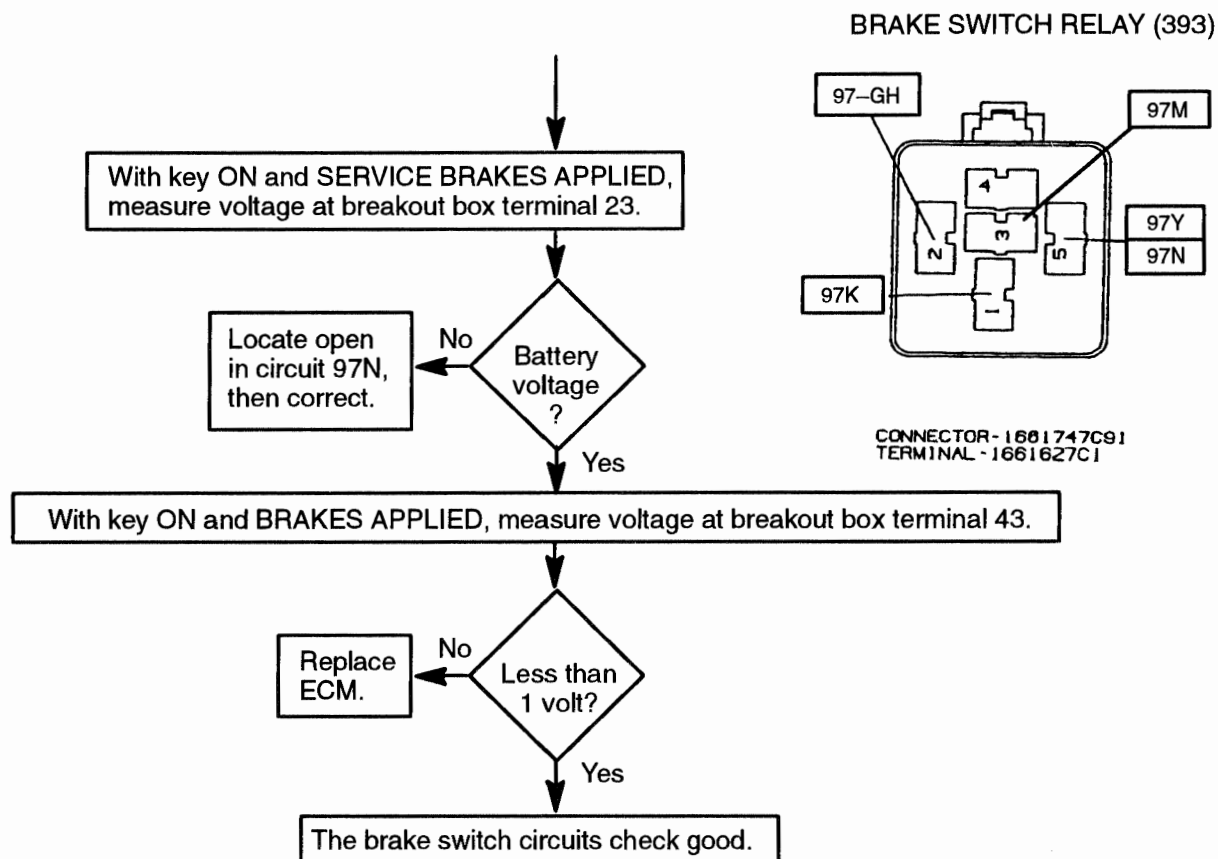 BRAKE SWITCH RELAY (393)
97–GH
97M
4
3
2
5
1
97Y
97N
97K
CONNECTOR-1661747C91
TERMINAL-1661627C1
With key ON and SERVICE BRAKES APPLIED,
measure voltage at breakout box terminal 23.
Battery
voltage
?
No
Locate open
in circuit 97N,
then correct.
Yes
With key ON and BRAKES APPLIED, measure voltage at breakout box terminal 43.
Less than
1 volt?
No
Replace
ECM.
Yes
The brake switch circuits check good.